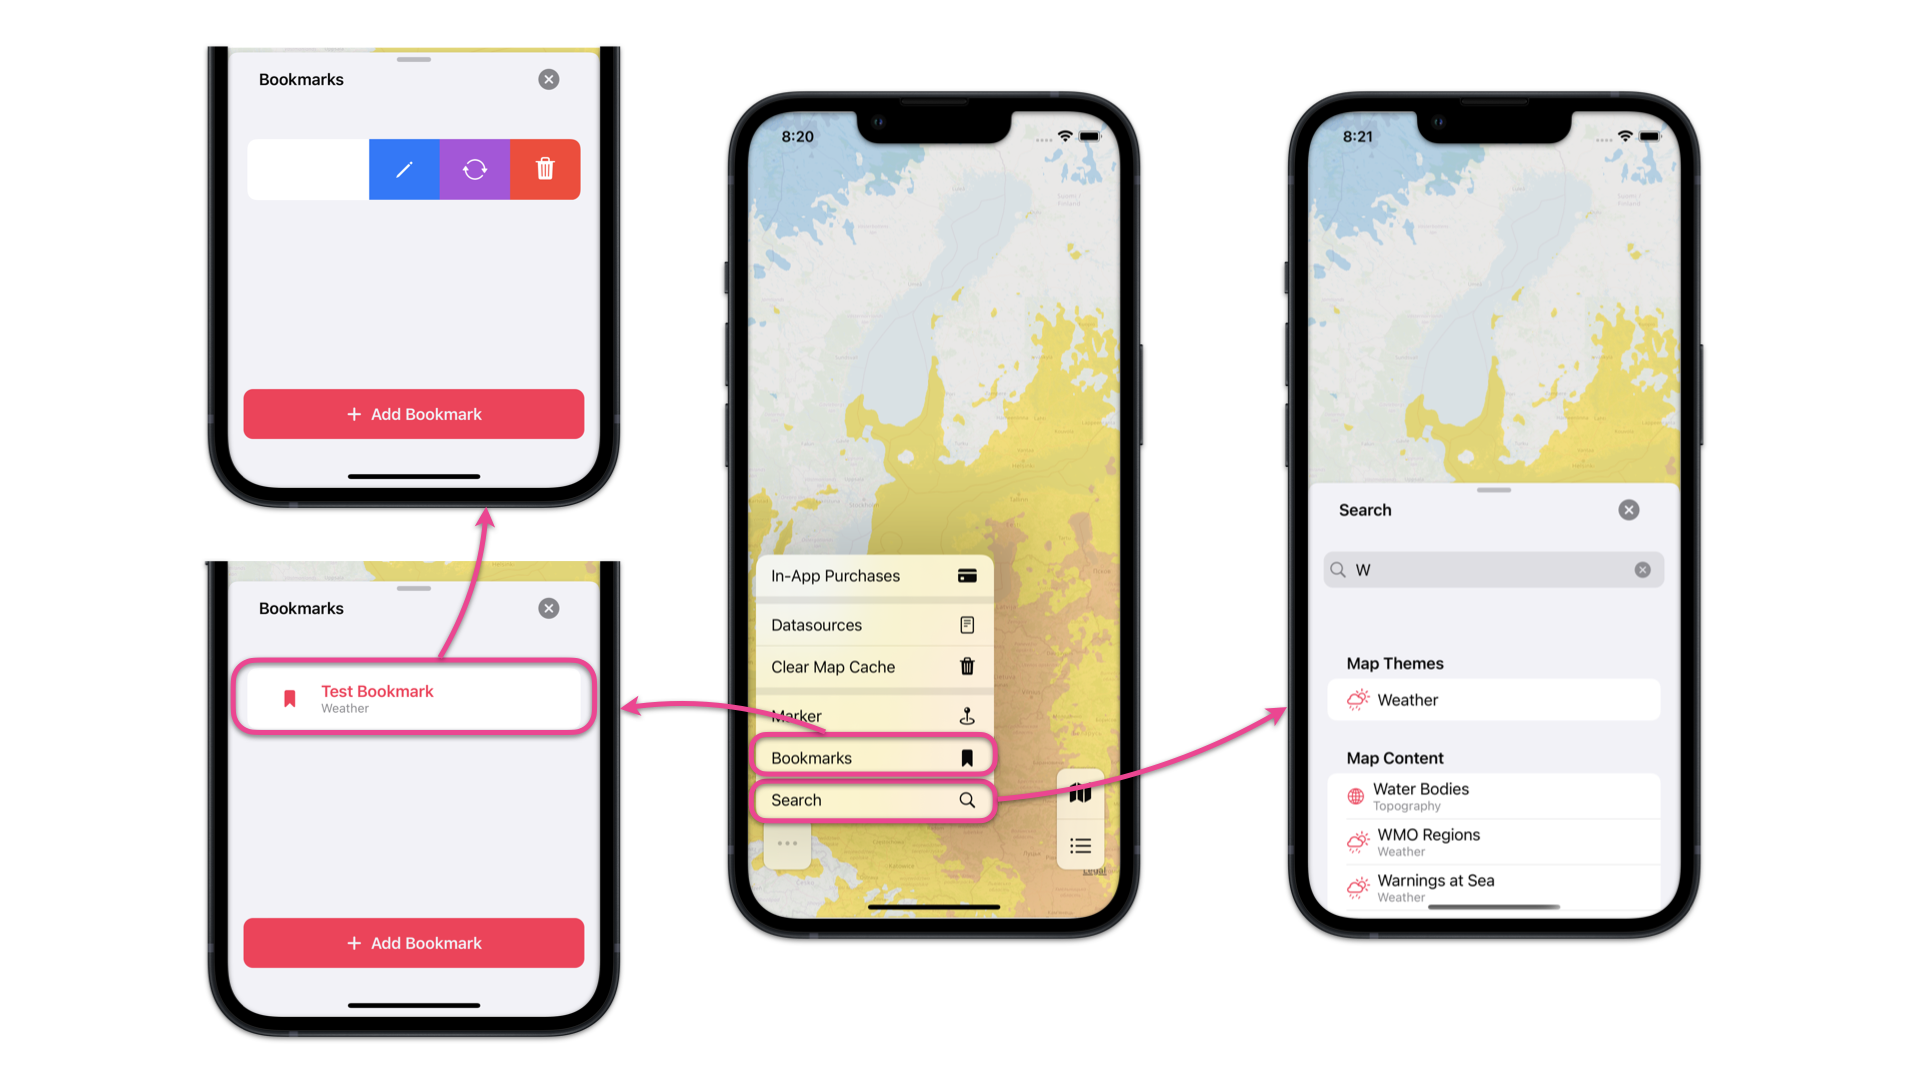 Bookmarks
+ Add Bookmark
Bookmarks
Test Bookmark
Weather
+ Add Bookmark
8:20
In-App Purchases
Datasources
Clear Map Cache
Marker
Bookmarks
Search
Legal
8:21
Search
W
Map Themes
Weather
Map Content
Water Bodies
Topography
WMO Regions
Weather
Warnings at Sea
Weather